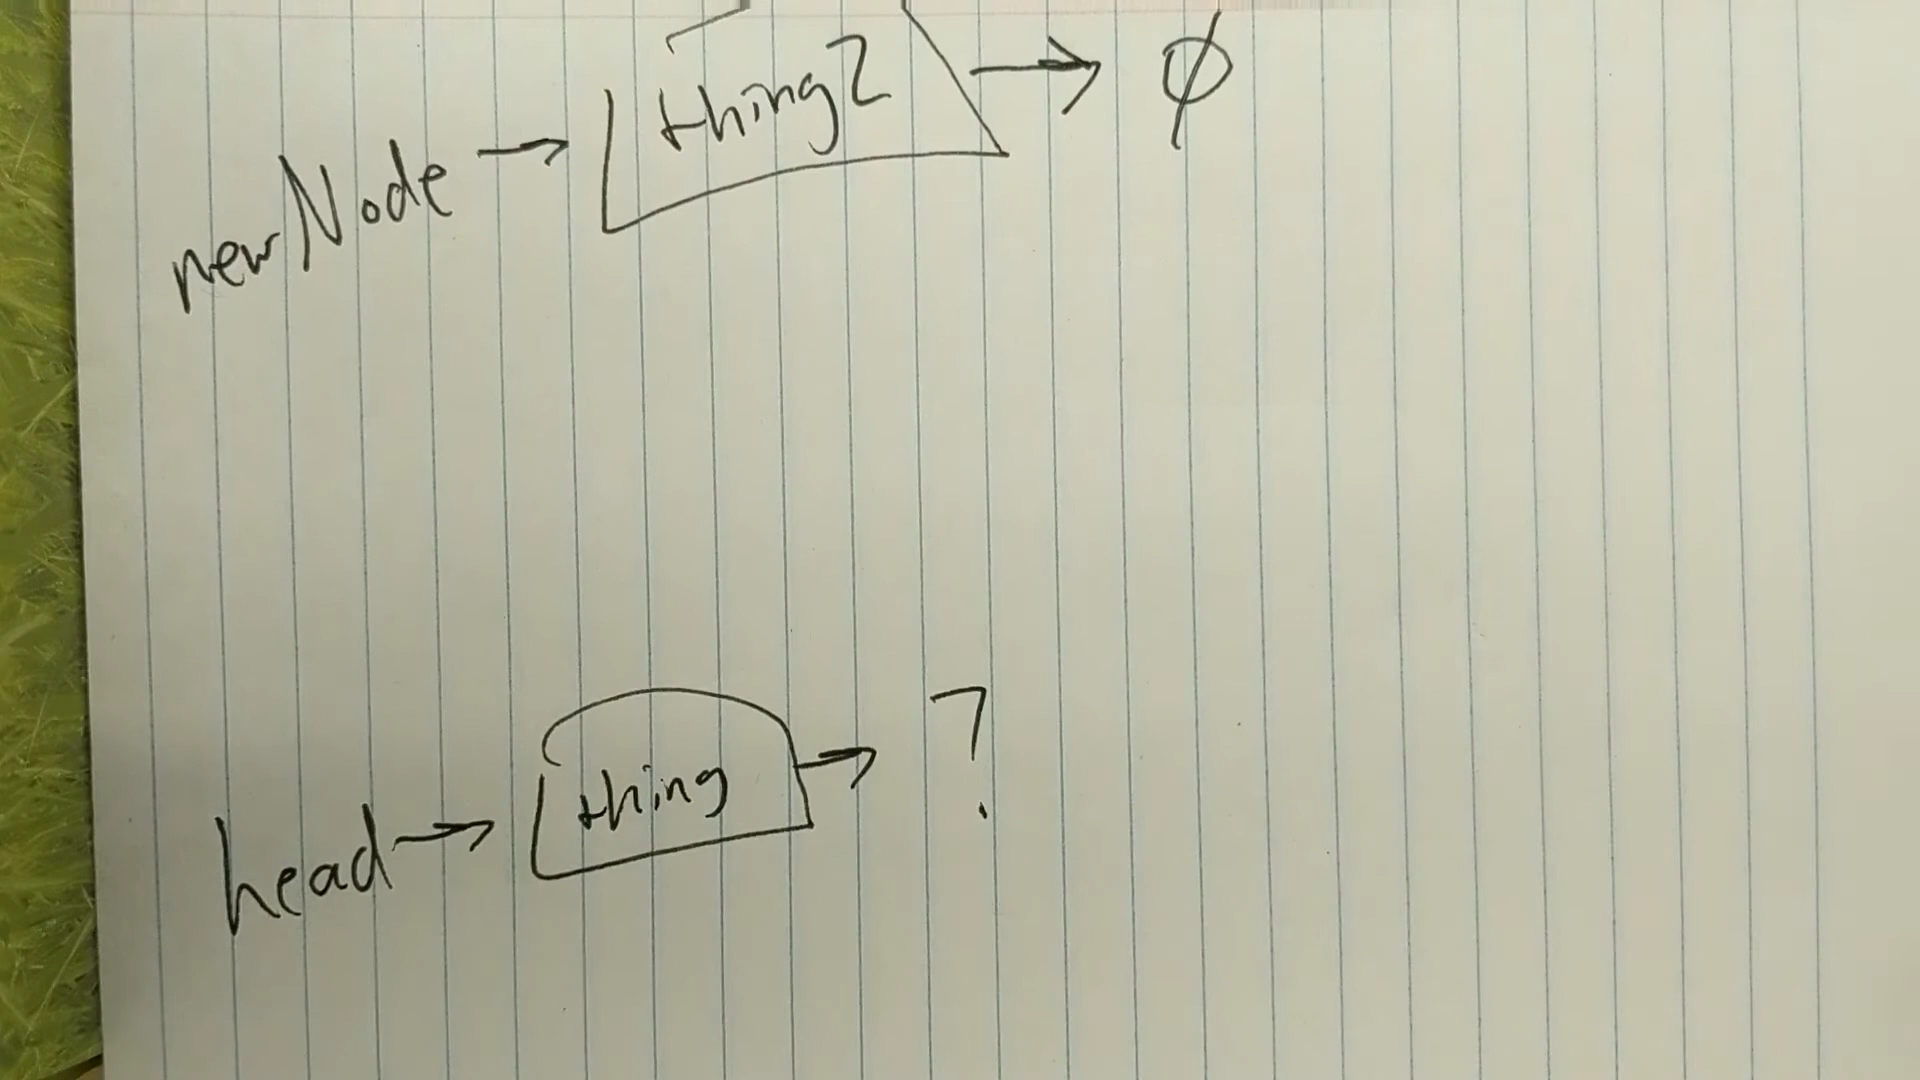 newNode → thing2 → ∅
head → thing → ?